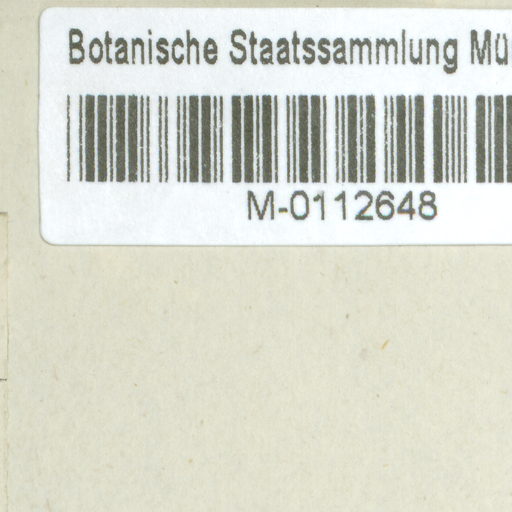 Botanische Staatssammlung Mü
M-0112648